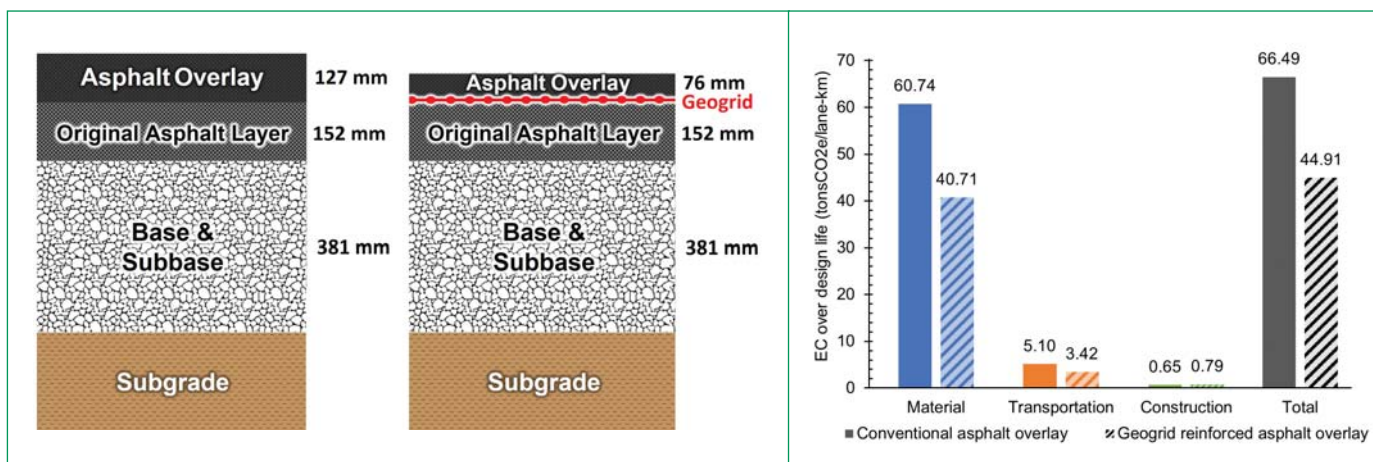 Asphalt Overlay 127 mm
Original Asphalt Layer 152 mm
Base &
Subbase 381 mm
Subgrade
Asphalt Overlay 76 mm
Geogrid
Original Asphalt Layer 152 mm
Base &
Subbase 381 mm
Subgrade
EC over design life (tonsCO2e/lane-km)
70
60
50
40
30
20
10
0
60.74
40.71
5.10
3.42
0.65
0.79
66.49
44.91
Material Transportation Construction Total
Conventional asphalt overlay Geogrid reinforced asphalt overlay